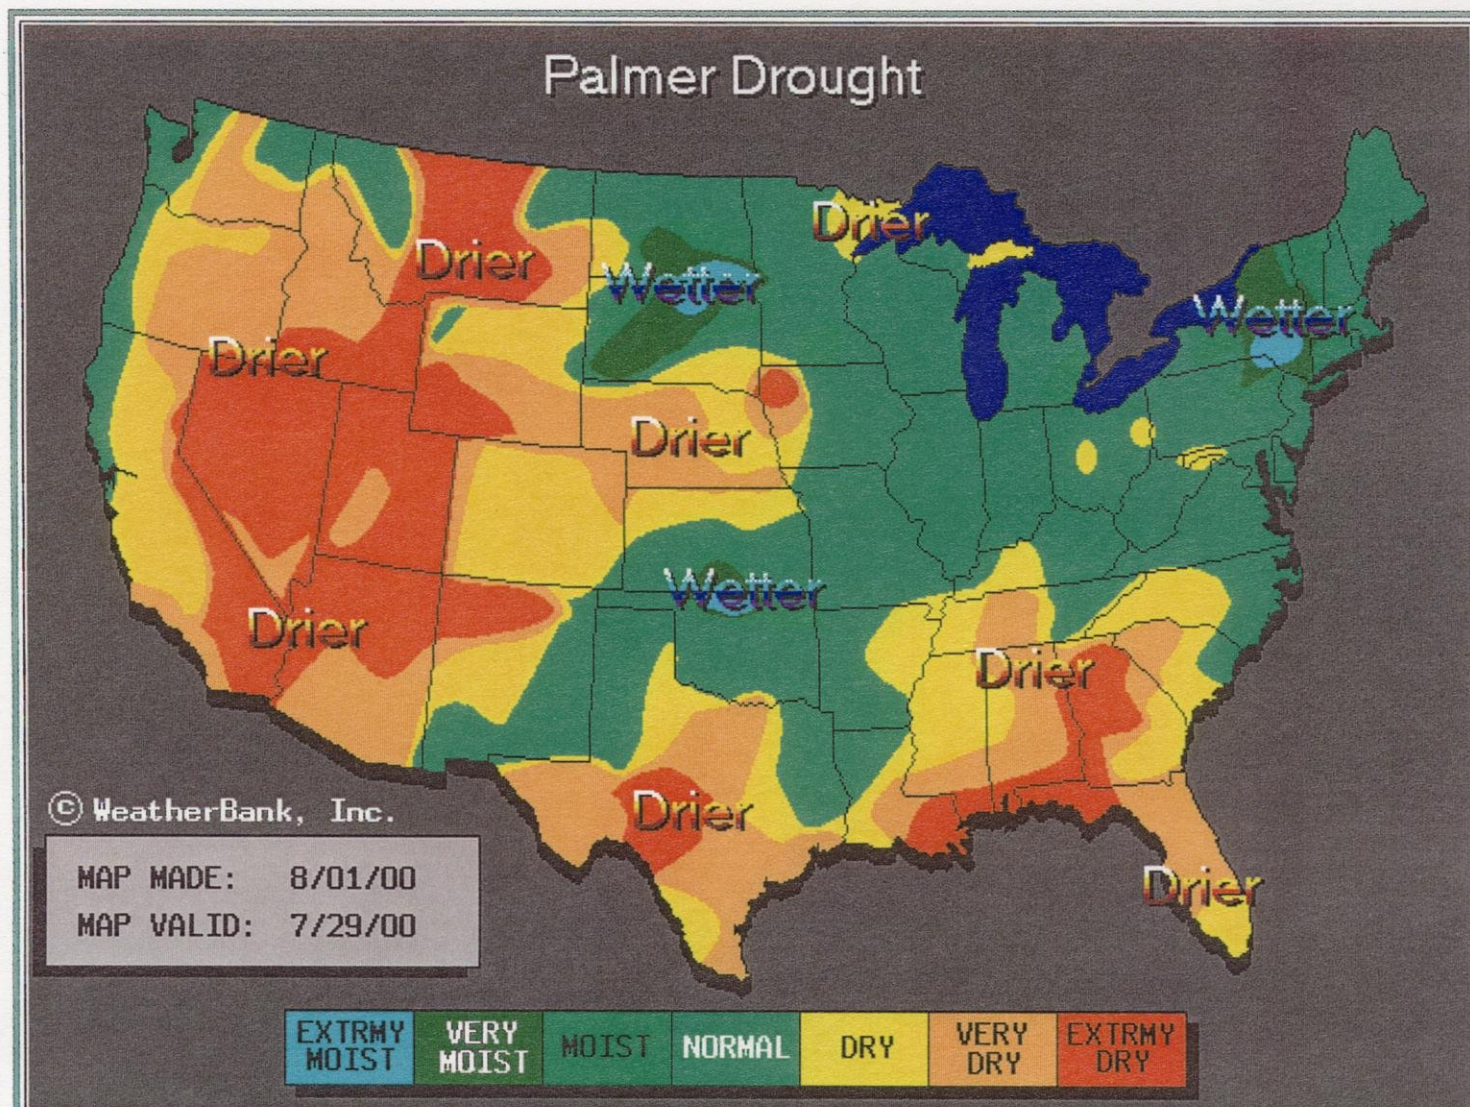 Palmer Drought
Drier
Drier
Wetter
Wetter
Drier
Drier
Wetter
Drier
Drier
Drier
Drier
© WeatherBank, Inc.
MAP MADE: 8/01/00
MAP VALID: 7/29/00
Drier
EXTRMY MOIST
VERY MOIST
MOIST
NORMAL
DRY
VERY DRY
EXTRMY DRY